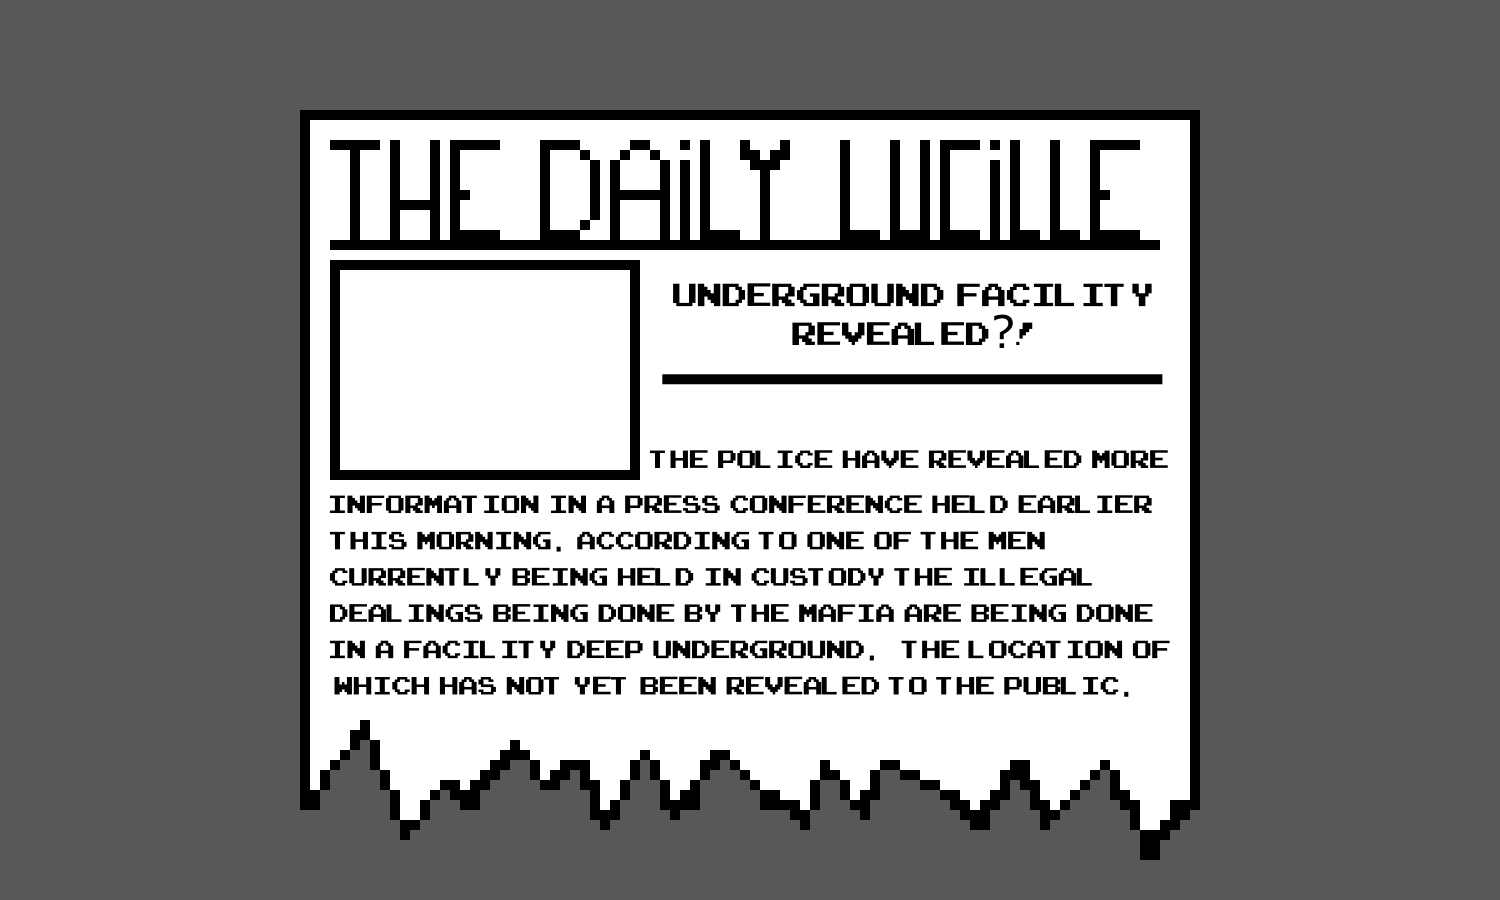 THE DAiLY LUCiLLE
UNDERGROUND FACILITY
REVEALED?!
THE POLICE HAVE REVEALED MORE
INFORMATION IN A PRESS CONFERENCE HELD EARLIER
THIS MORNING. ACCORDING TO ONE OF THE MEN
CURRENTLY BEING HELD IN CUSTODY THE ILLEGAL
DEALINGS BEING DONE BY THE MAFIA ARE BEING DONE
IN A FACILITY DEEP UNDERGROUND. THE LOCATION OF
WHICH HAS NOT YET BEEN REVEALED TO THE PUBLIC.